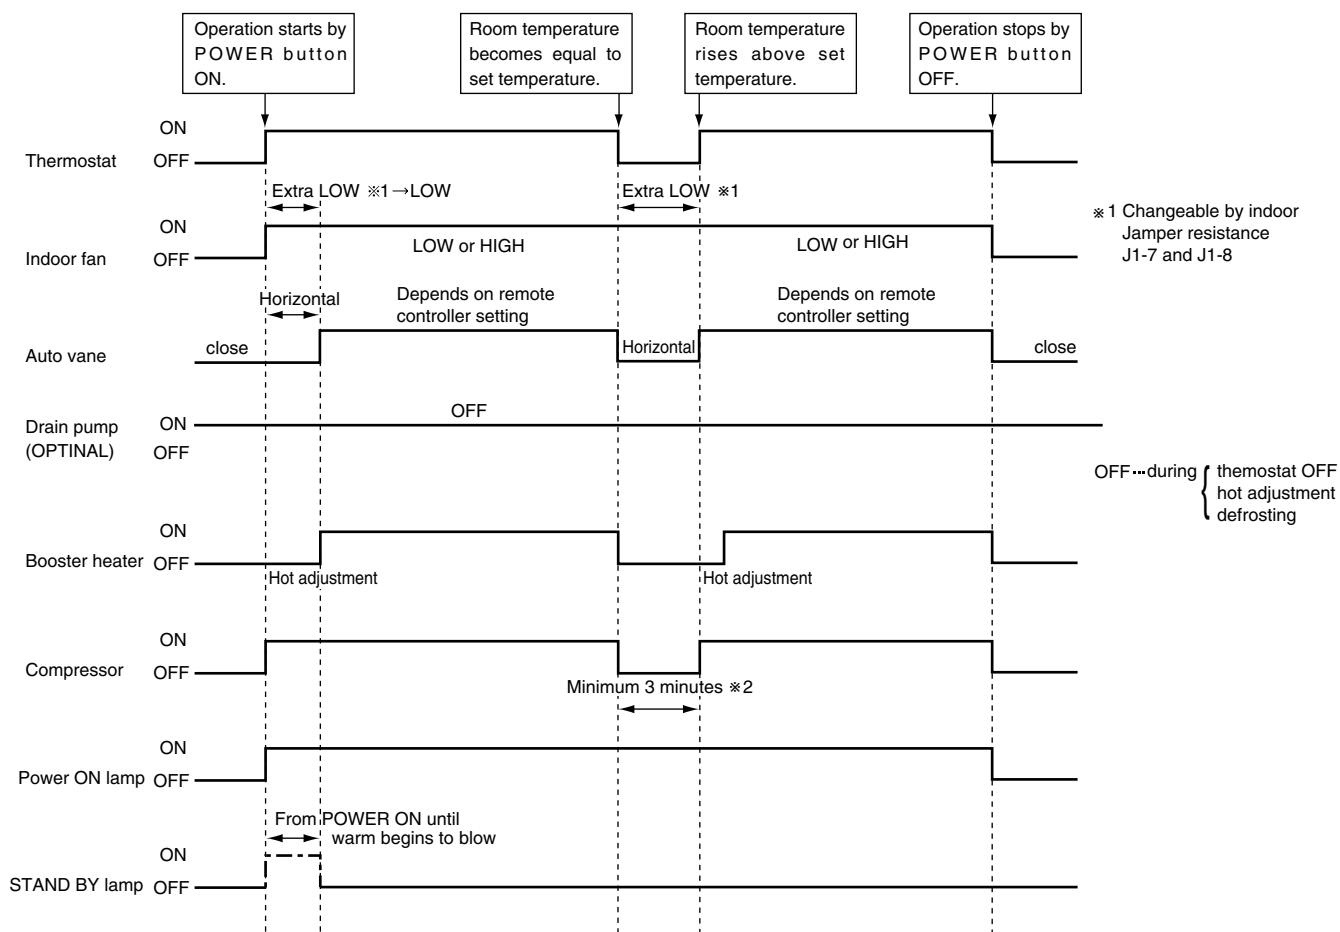 Operation starts by
POWER button
ON.
Room temperature
becomes equal to
set temperature.
Room temperature
rises above set
temperature.
Operation stops by
POWER button
OFF.
ON
Thermostat OFF
Extra LOW ※1→LOW
Extra LOW ※1
※1 Changeable by indoor
Jamper resistance
J1-7 and J1-8
ON
LOW or HIGH
LOW or HIGH
Indoor fan OFF
Horizontal
Depends on remote
controller setting
Depends on remote
controller setting
Auto vane
close
Horizontal
close
OFF
Drain pump ON
(OPTINAL) OFF
OFF···during { themostat OFF
hot adjustment
defrosting
ON
Booster heater OFF
Hot adjustment
Hot adjustment
ON
Compressor OFF
Minimum 3 minutes ※2
ON
Power ON lamp OFF
From POWER ON until
warm begins to blow
ON
STAND BY lamp OFF